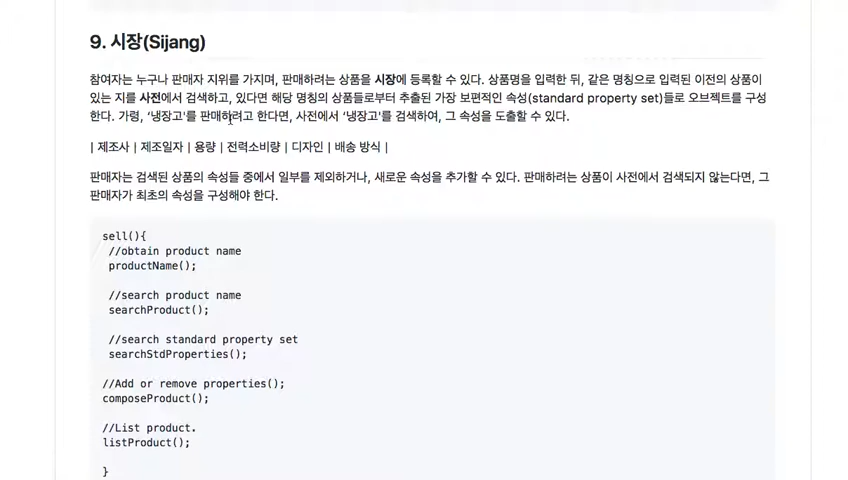 9. 시장(Sijang)
참여자는 누구나 판매자 지위를 가지며, 판매하려는 상품을 시장에 등록할 수 있다. 상품명을 입력한 뒤, 같은 명칭으로 입력된 이전의 상품이
있는 지를 사전에서 검색하고, 있다면 해당 명칭의 상품들로부터 추출된 가장 보편적인 속성(standard property set)들로 오브젝트를 구성
한다. 가령, ‘냉장고'를 판매하려고 한다면, 사전에서 ‘냉장고'를 검색하여, 그 속성을 도출할 수 있다.
| 제조사 | 제조일자 | 용량 | 전력소비량 | 디자인 | 배송 방식 |
판매자는 검색된 상품의 속성들 중에서 일부를 제외하거나, 새로운 속성을 추가할 수 있다. 판매하려는 상품이 사전에서 검색되지 않는다면, 그
판매자가 최초의 속성을 구성해야 한다.
sell(){
//obtain product name
productName();
//search product name
searchProduct();
//search standard property set
searchStdProperties();
//Add or remove properties();
composeProduct();
//List product.
listProduct();
}